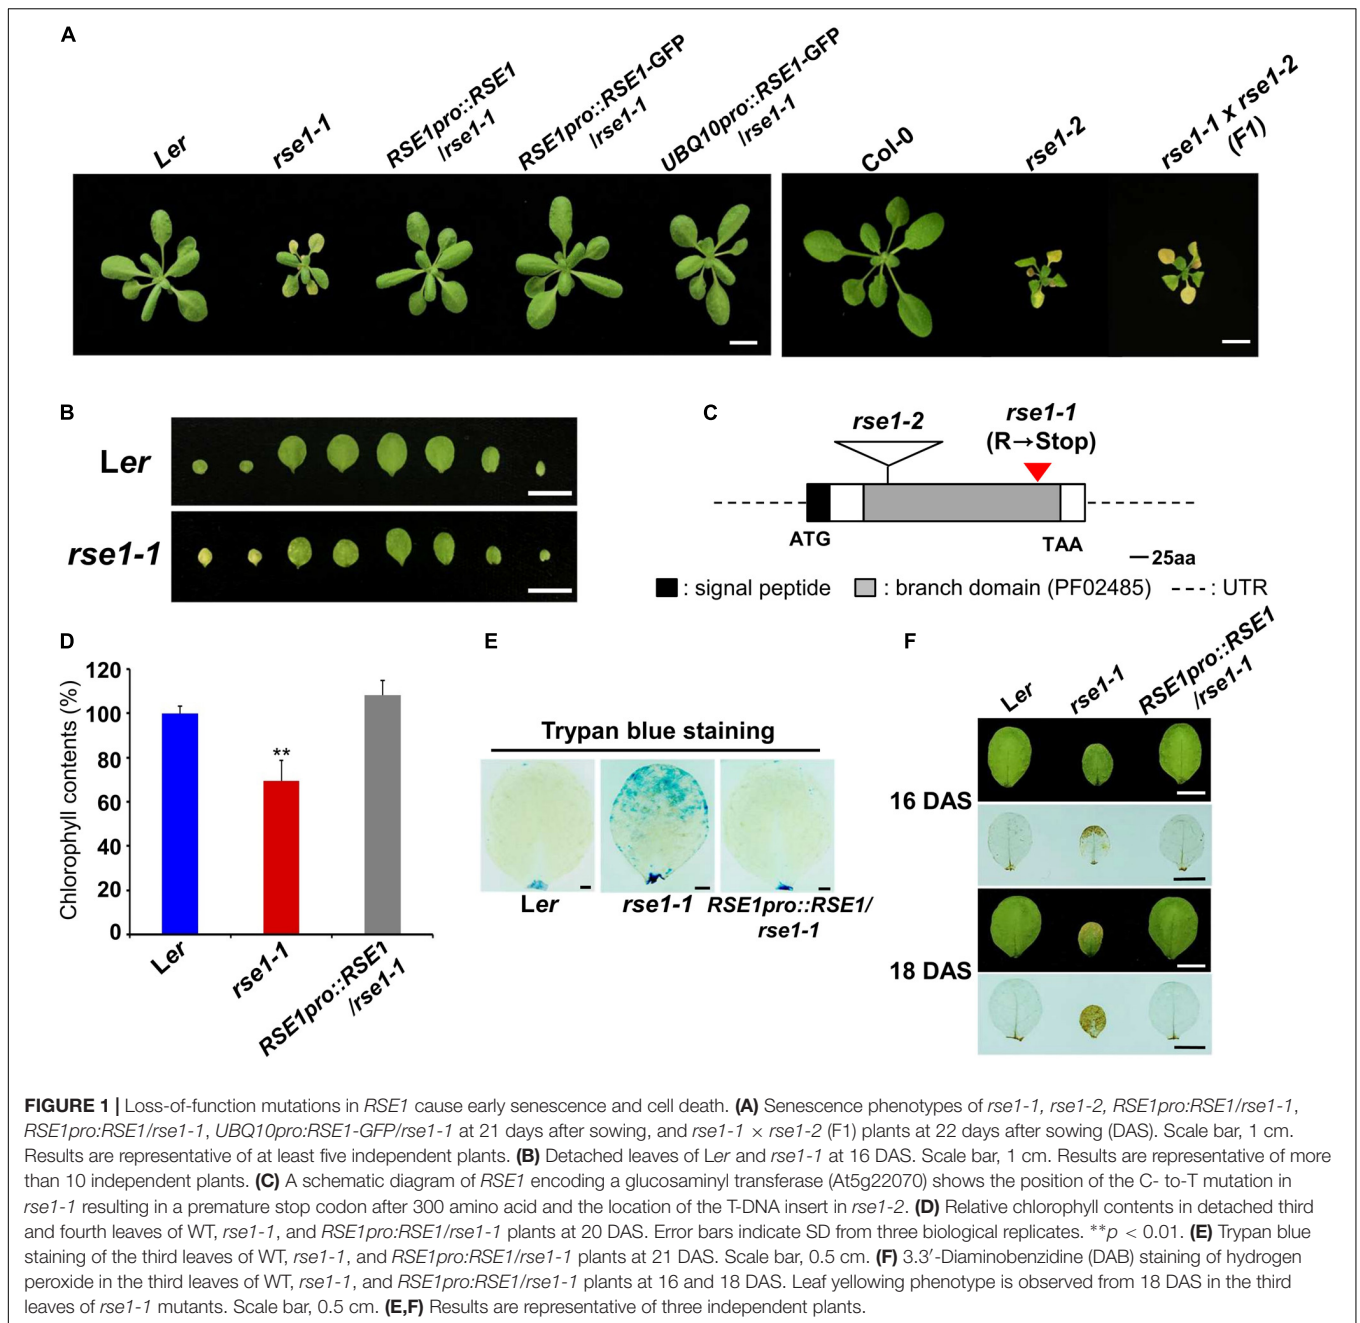 A
Ler
rse1-1
RSE1pro::RSE1
/rse1-1
RSE1pro::RSE1-GFP
/rse1-1
UBQ10pro::RSE1-GFP
/rse1-1
Col-0
rse1-2
rse1-1 x rse1-2
(F1)
B
Ler
rse1-1
C
rse1-2
rse1-1
(R→Stop)
ATG
TAA
25aa
: signal peptide
: branch domain (PF02485)
: UTR
D
Chlorophyll contents (%)
120
100
80
60
40
20
0
**
Ler
rse1-1
RSE1pro::RSE1
/rse1-1
E
Trypan blue staining
Ler
rse1-1
RSE1pro::RSE1/
rse1-1
F
Ler
rse1-1
RSE1pro::RSE1
/rse1-1
16 DAS
18 DAS
FIGURE 1 | Loss-of-function mutations in RSE1 cause early senescence and cell death. (A) Senescence phenotypes of rse1-1, rse1-2, RSE1pro:RSE1/rse1-1,
RSE1pro:RSE1/rse1-1, UBQ10pro:RSE1-GFP/rse1-1 at 21 days after sowing, and rse1-1 × rse1-2 (F1) plants at 22 days after sowing (DAS). Scale bar, 1 cm.
Results are representative of at least five independent plants. (B) Detached leaves of Ler and rse1-1 at 16 DAS. Scale bar, 1 cm. Results are representative of more
than 10 independent plants. (C) A schematic diagram of RSE1 encoding a glucosaminyl transferase (At5g22070) shows the position of the C- to-T mutation in
rse1-1 resulting in a premature stop codon after 300 amino acid and the location of the T-DNA insert in rse1-2. (D) Relative chlorophyll contents in detached third
and fourth leaves of WT, rse1-1, and RSE1pro:RSE1/rse1-1 plants at 20 DAS. Error bars indicate SD from three biological replicates. **p < 0.01. (E) Trypan blue
staining of the third leaves of WT, rse1-1, and RSE1pro:RSE1/rse1-1 plants at 21 DAS. Scale bar, 0.5 cm. (F) 3.3′-Diaminobenzidine (DAB) staining of hydrogen
peroxide in the third leaves of WT, rse1-1, and RSE1pro:RSE1/rse1-1 plants at 16 and 18 DAS. Leaf yellowing phenotype is observed from 18 DAS in the third
leaves of rse1-1 mutants. Scale bar, 0.5 cm. (E,F) Results are representative of three independent plants.